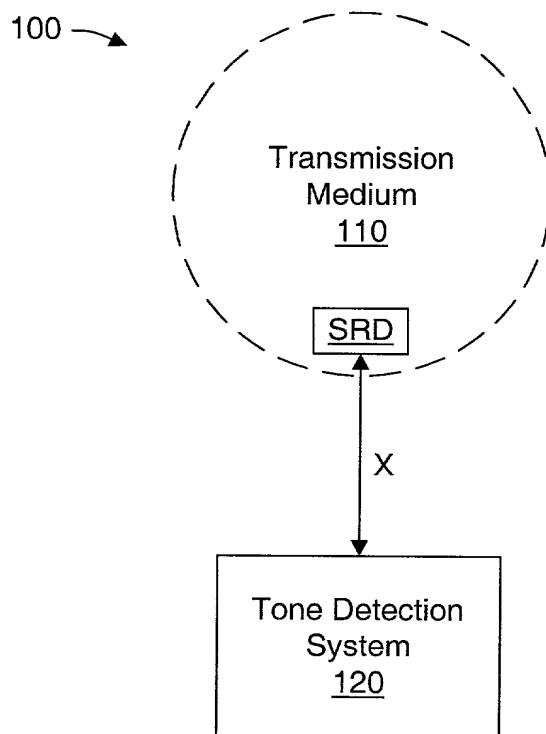 100
Transmission
Medium
110
SRD
X
Tone Detection
System
120